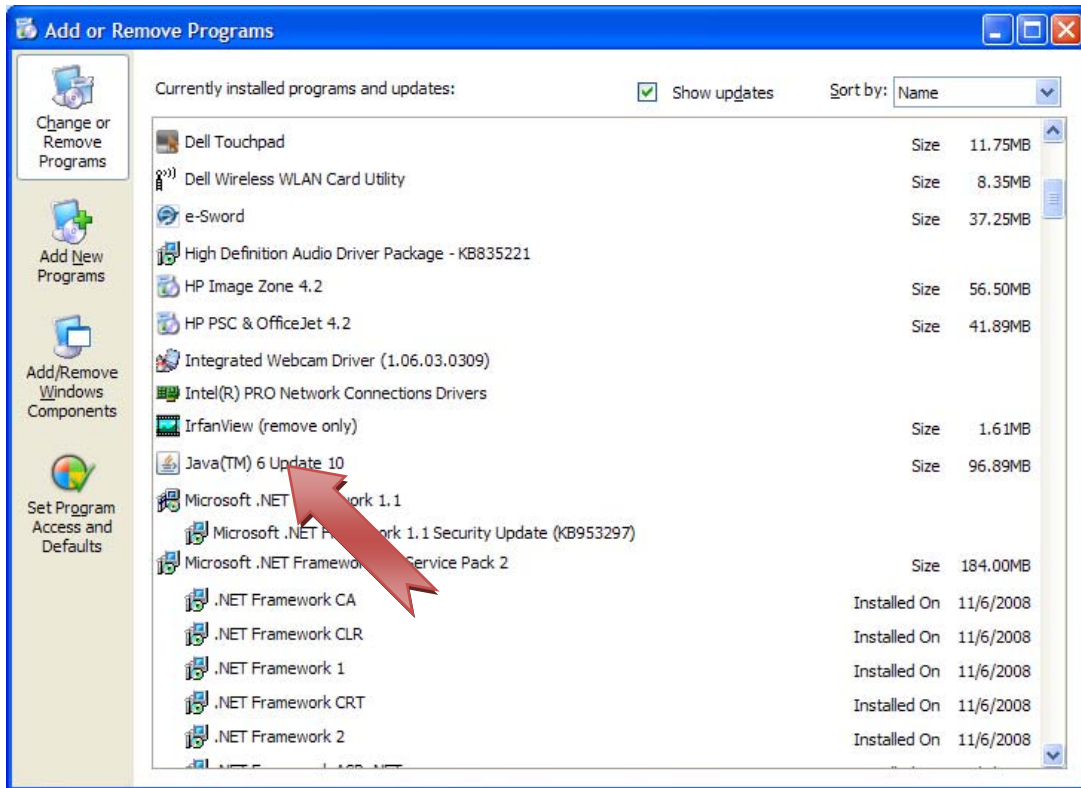 Add or Remove Programs
Change or
Remove
Programs
Add New
Programs
Add/Remove
Windows
Components
Set Program
Access and
Defaults
Currently installed programs and updates: Show updates Sort by: Name
Dell Touchpad Size 11.75MB
Dell Wireless WLAN Card Utility Size 8.35MB
e-Sword Size 37.25MB
High Definition Audio Driver Package - KB835221
HP Image Zone 4.2 Size 56.50MB
HP PSC & OfficeJet 4.2 Size 41.89MB
Integrated Webcam Driver (1.06.03.0309)
Intel(R) PRO Network Connections Drivers
IrfanView (remove only) Size 1.61MB
Java(TM) 6 Update 10 Size 96.89MB
Microsoft .NET 1.1
Microsoft .NET 1.1 Security Update (KB953297)
Microsoft .NET Service Pack 2 Size 184.00MB
.NET Framework CA Installed On 11/6/2008
.NET Framework CLR Installed On 11/6/2008
.NET Framework 1 Installed On 11/6/2008
.NET Framework CRT Installed On 11/6/2008
.NET Framework 2 Installed On 11/6/2008